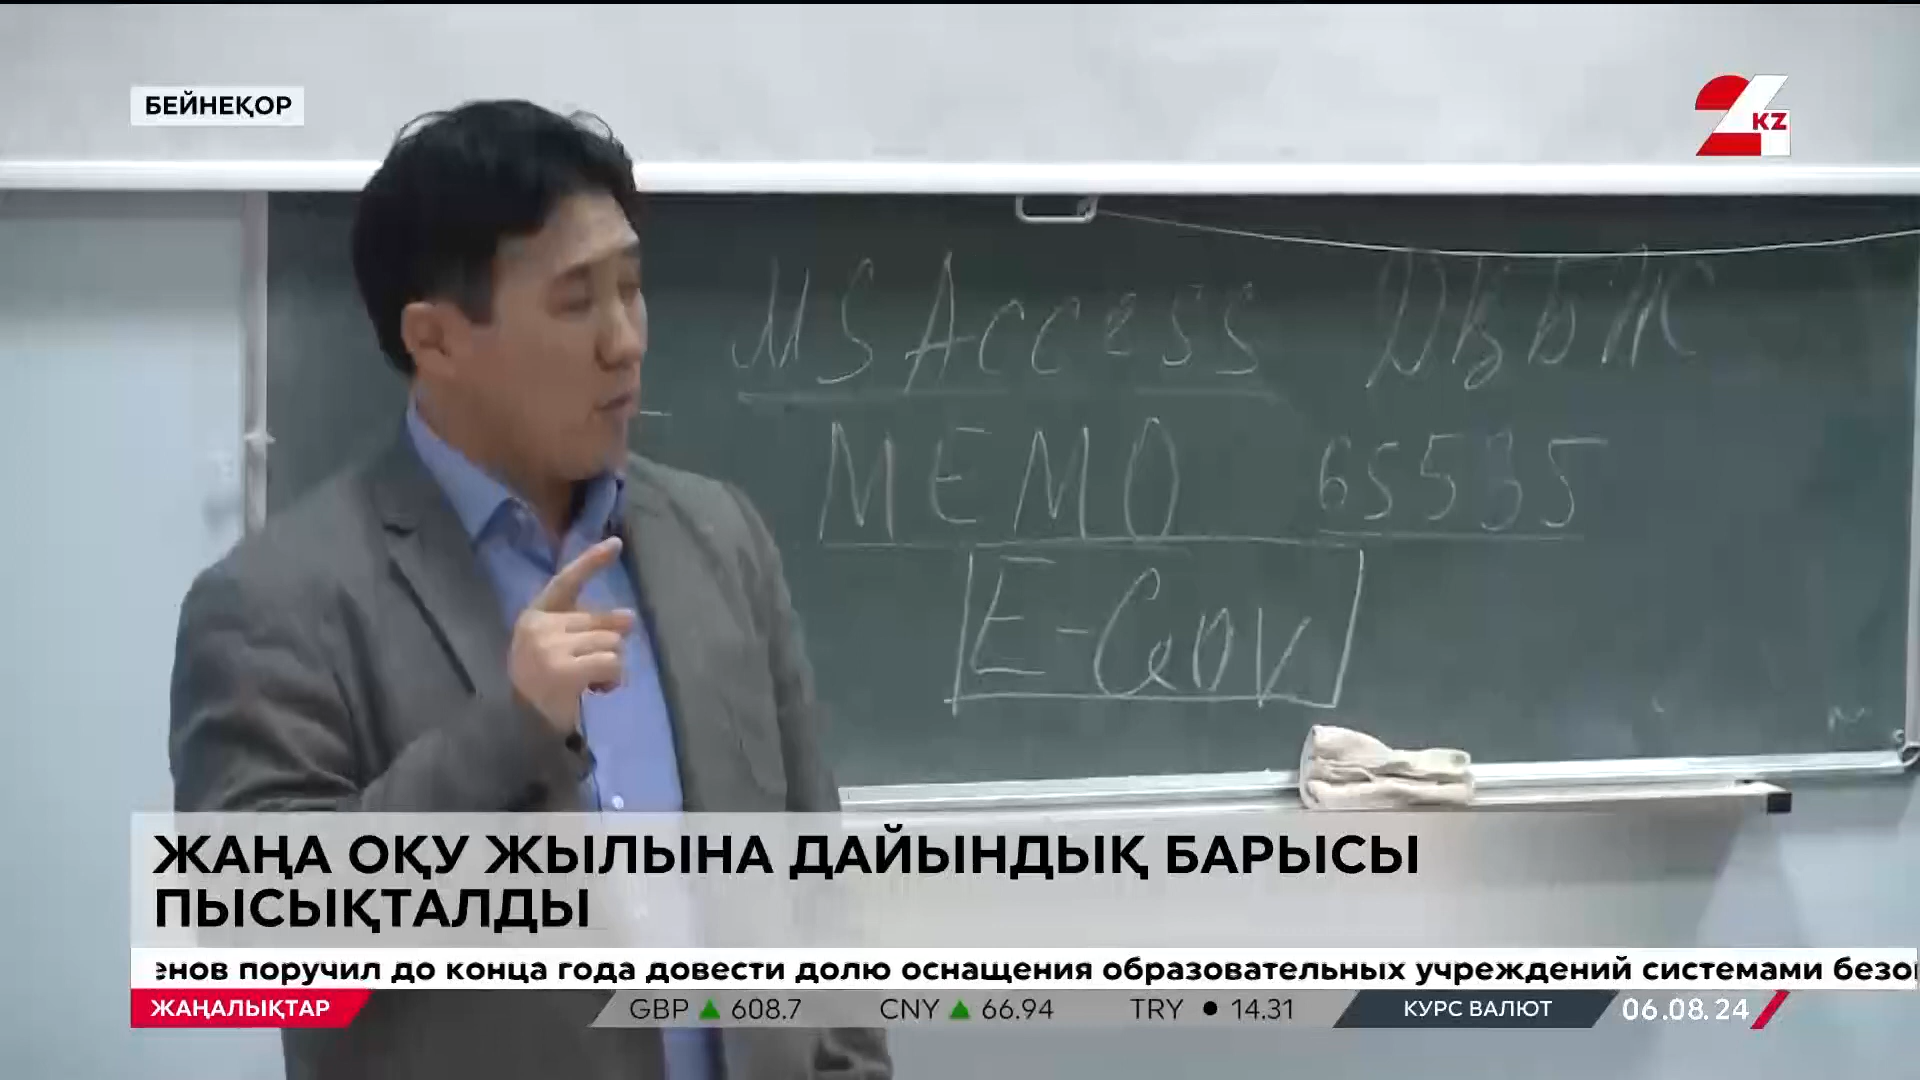 БЕЙНЕҚОР
24 KZ
MS Access ДББЖ
MEMO 65535
E-Gov
ЖАҢА ОҚУ ЖЫЛЫНА ДАЙЫНДЫҚ БАРЫСЫ
ПЫСЫҚТАЛДЫ
енов поручил до конца года довести долю оснащения образовательных учреждений системами безо
ЖАҢАЛЫҚТАР GBP ▲ 608.7 CNY ▲ 66.94 TRY ● 14.31 КУРС ВАЛЮТ 06.08.24